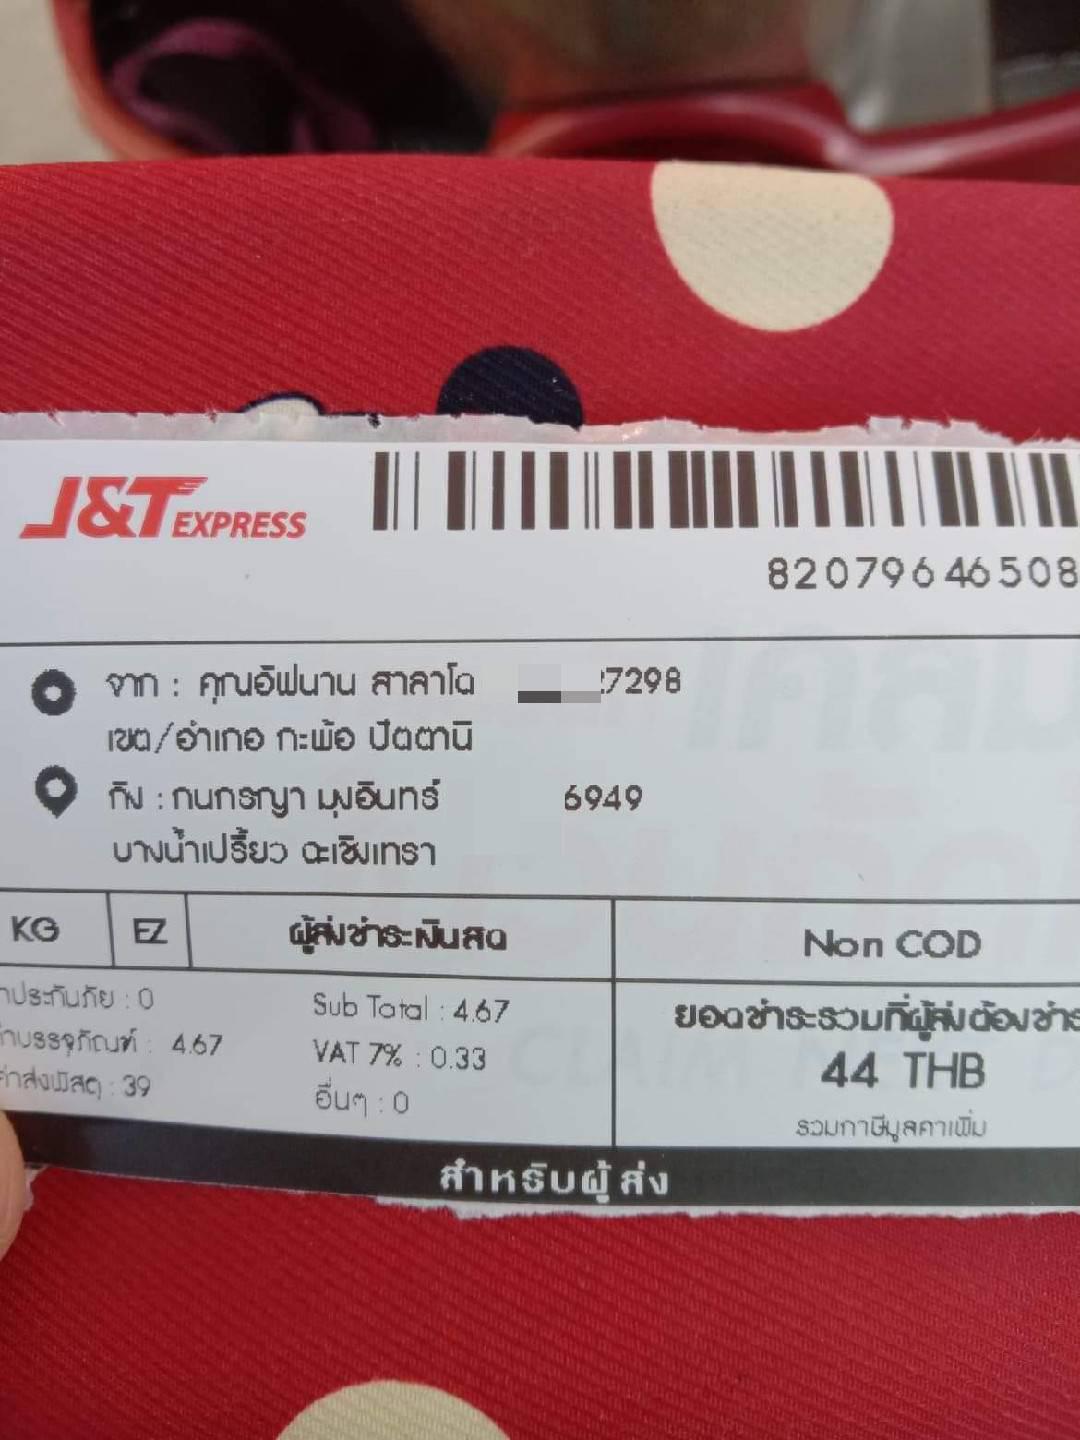 J&T EXPRESS
82079646508
จาก : คุณอิฟนาน สาลาโด 27298
เขต/อำเภอ กะพ้อ ปัตตานี
ถึง : กนกรญา มุงอินทร์ 6949
บางน้ำเปรี้ยว ฉะเชิงเทรา
KG EZ ผู้ส่งชำระเงินสด Non COD
าประกันภัย : 0 Sub Total : 4.67 ยอดชำระรวมที่ผู้ส่งต้องชำระ
าบรรจุภัณฑ์ : 4.67 VAT 7% : 0.33 44 THB
ค่าส่งพัสดุ : 39 อื่นๆ : 0 รวมภาษีมูลค่าเพิ่ม
สำหรับผู้ส่ง